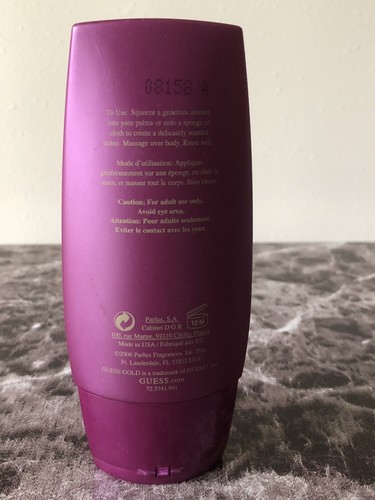 08158 A
To Use. Squeeze a generous amount
into your palms or onto a sponge or
cloth to create a delicately scented
lather. Massage over body. Rinse well.
Mode d'utilisation: Appliquer
généreusement sur une éponge, ou dans la
main, et masser tout le corps. Bien rincer.
Caution: For adult use only.
Avoid eye area.
Attention: Pour adulte seulement.
Eviter le contact avec les yeux.
Parlux, S.A.
Cabinet D G R
12 M
100, rue Martre, 92110 Clichy, France
Made in USA / Fabriqué aux EU
©2006 Parlux Fragrances, Inc. Dist.
Ft. Lauderdale, FL 33312 USA
GUESS GOLD is a trademark of GUESS?
GUESS.com